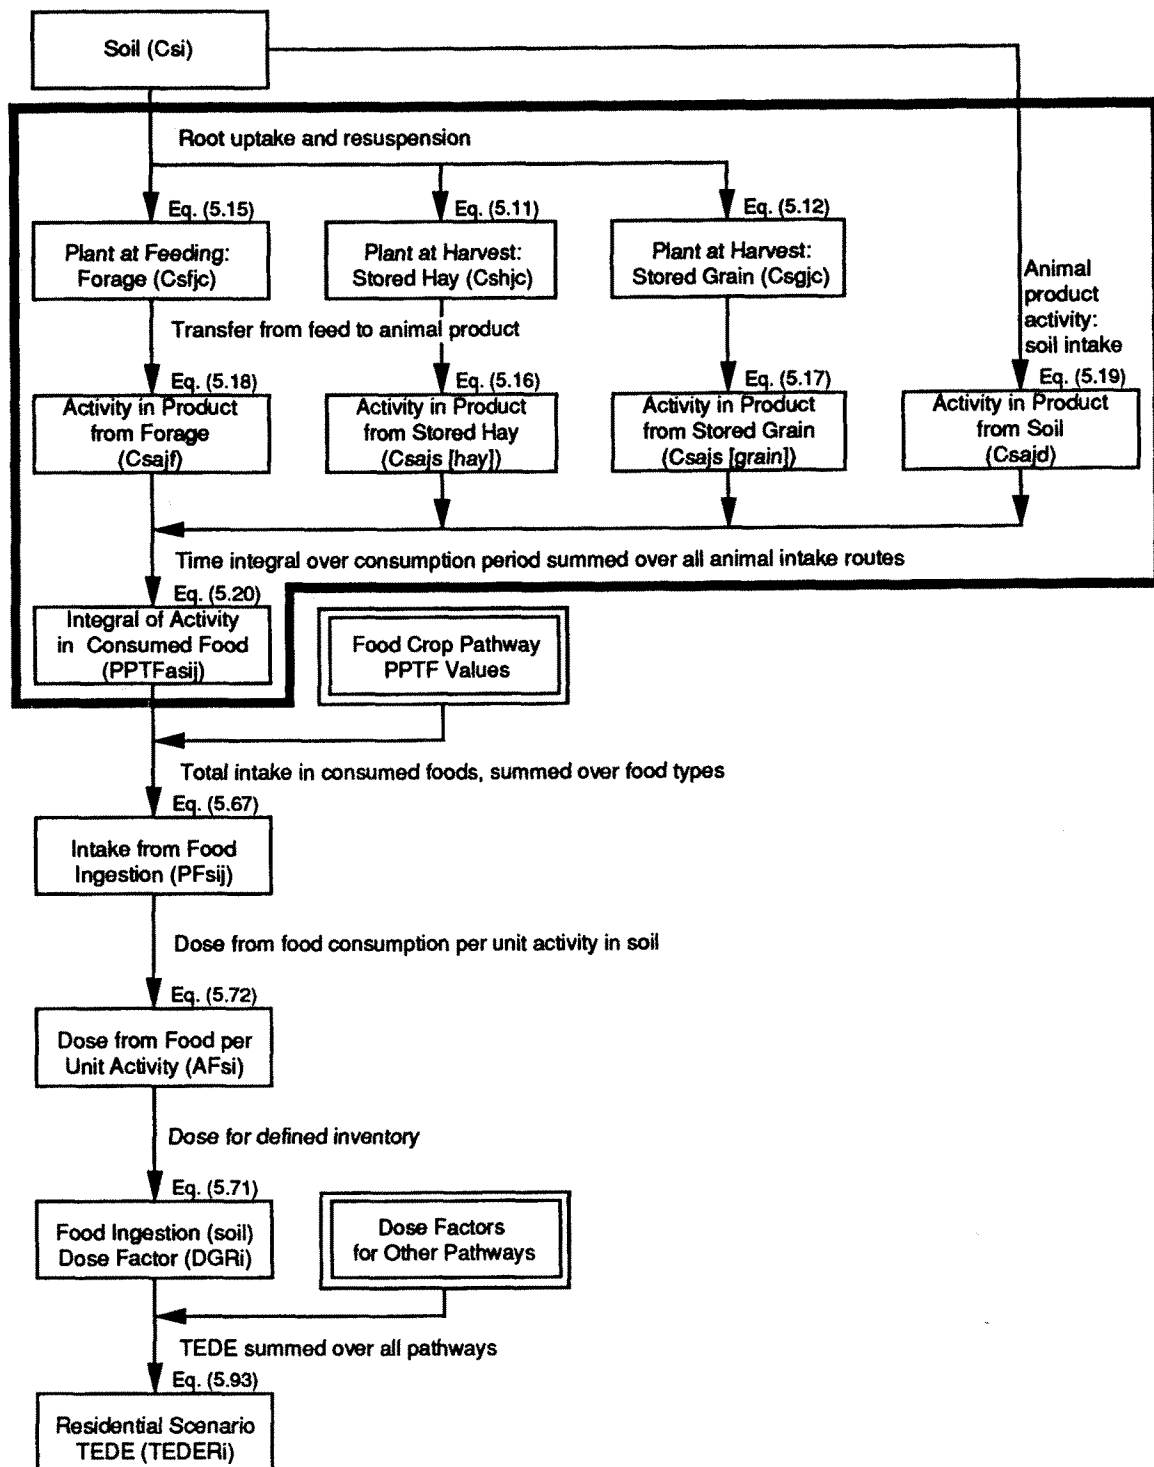 Soil (Csi)
Root uptake and resuspension
Eq. (5.15)
Eq. (5.11)
Eq. (5.12)
Plant at Feeding:
Forage (Csfjc)
Plant at Harvest:
Stored Hay (Cshjc)
Plant at Harvest:
Stored Grain (Csgjc)
Animal
product
activity:
soil intake
Transfer from feed to animal product
Eq. (5.18)
Eq. (5.16)
Eq. (5.17)
Eq. (5.19)
Activity in Product
from Forage
(Csajf)
Activity in Product
from Stored Hay
(Csajs [hay])
Activity in Product
from Stored Grain
(Csajs [grain])
Activity in Product
from Soil
(Csajd)
Time integral over consumption period summed over all animal intake routes
Eq. (5.20)
Integral of Activity
in Consumed Food
(PPTFasij)
Food Crop Pathway
PPTF Values
Total intake in consumed foods, summed over food types
Eq. (5.67)
Intake from Food
Ingestion (PFsij)
Dose from food consumption per unit activity in soil
Eq. (5.72)
Dose from Food per
Unit Activity (AFsi)
Dose for defined inventory
Eq. (5.71)
Food Ingestion (soil)
Dose Factor (DGRi)
Dose Factors
for Other Pathways
TEDE summed over all pathways
Eq. (5.93)
Residential Scenario
TEDE (TEDERi)